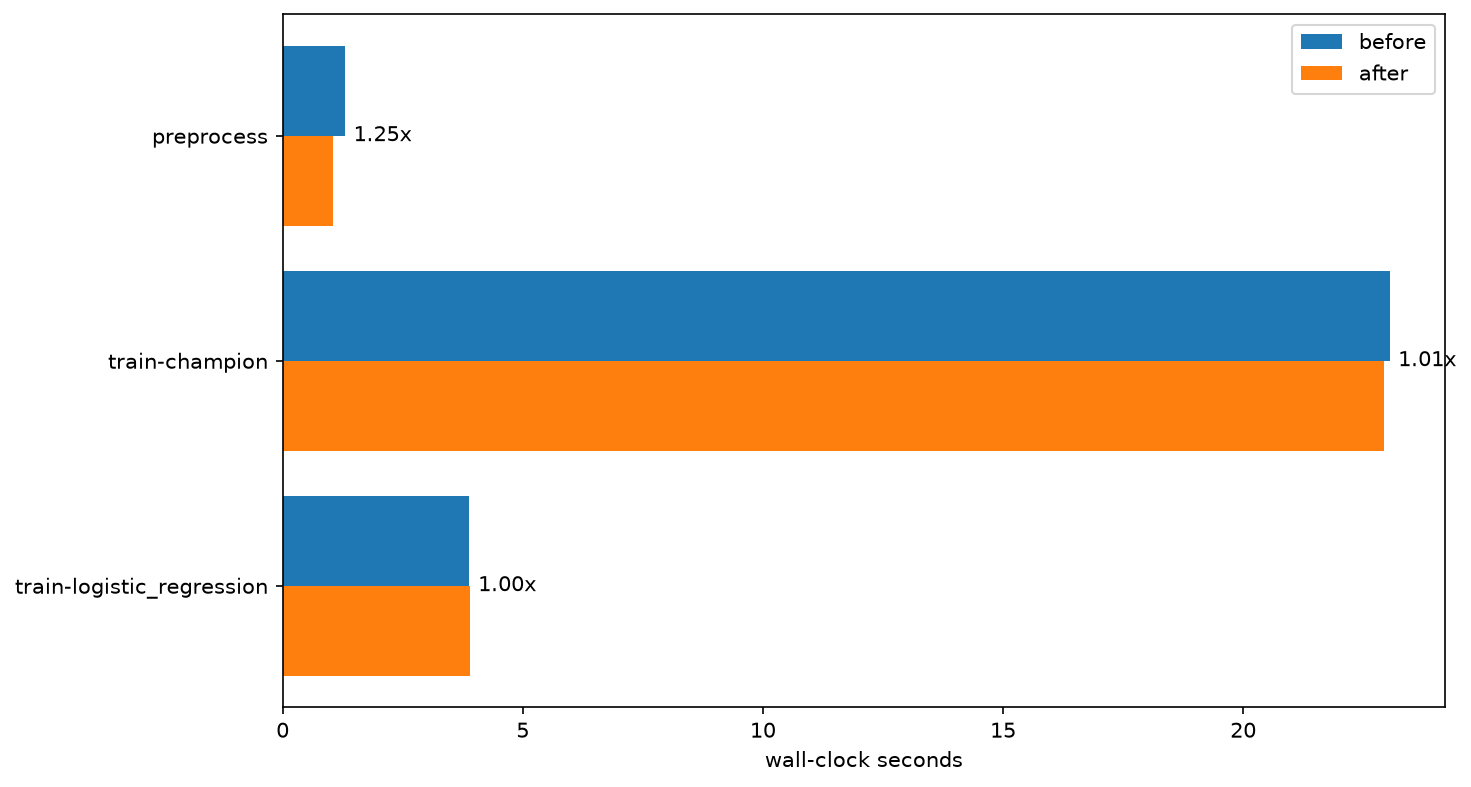 before
after
preprocess
1.25x
train-champion
1.01x
train-logistic_regression
1.00x
0 5 10 15 20
wall-clock seconds